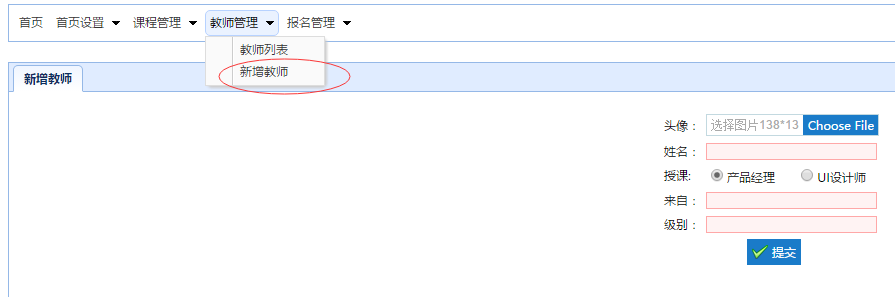 首页 首页设置 课程管理 教师管理 报名管理
教师列表
新增教师
新增教师
头像： 选择图片138*13 Choose File
姓名：
授课: 产品经理 UI设计师
来自：
级别：
提交